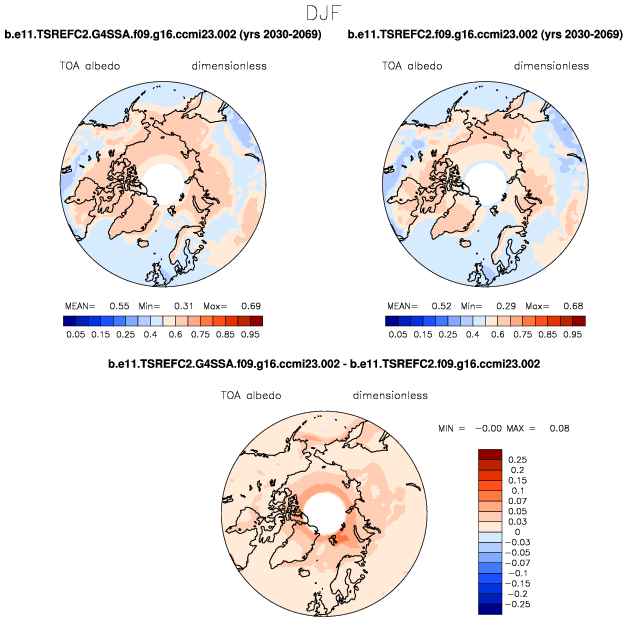 DJF
b.e11.TSREFC2.G4SSA.f09.g16.ccmi23.002 (yrs 2030-2069)
b.e11.TSREFC2.f09.g16.ccmi23.002 (yrs 2030-2069)
TOA albedo dimensionless
TOA albedo dimensionless
MEAN= 0.55 Min= 0.31 Max= 0.69
0.05 0.15 0.25 0.4 0.6 0.75 0.85 0.95
MEAN= 0.52 Min= 0.29 Max= 0.68
0.05 0.15 0.25 0.4 0.6 0.75 0.85 0.95
b.e11.TSREFC2.G4SSA.f09.g16.ccmi23.002 - b.e11.TSREFC2.f09.g16.ccmi23.002
TOA albedo dimensionless
MIN = -0.00 MAX = 0.08
0.25
0.2
0.15
0.1
0.07
0.05
0.03
0
-0.03
-0.05
-0.07
-0.1
-0.15
-0.2
-0.25